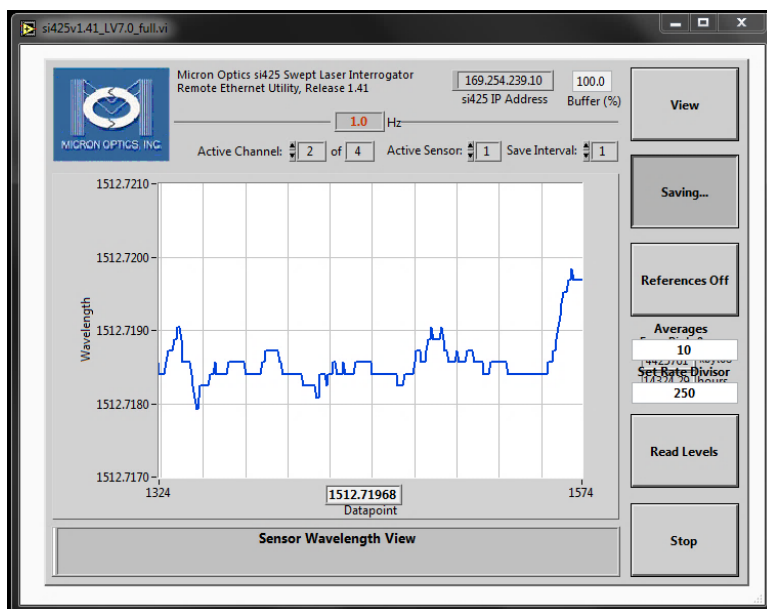 si425v1.41_LV7.0_full.vi
MICRON OPTICS, INC.
Micron Optics si425 Swept Laser Interrogator
Remote Ethernet Utility, Release 1.41
169.254.239.10
si425 IP Address
100.0
Buffer (%)
1.0 Hz
Active Channel: 2 of 4 Active Sensor: 1 Save Interval: 1
View
Saving...
References Off
Averages
10
Set Rate Divisor
250
Read Levels
Stop
1512.7210
1512.7200
1512.7190
1512.7180
1512.7170
Wavelength
1324
1512.71968
1574
Datapoint
Sensor Wavelength View